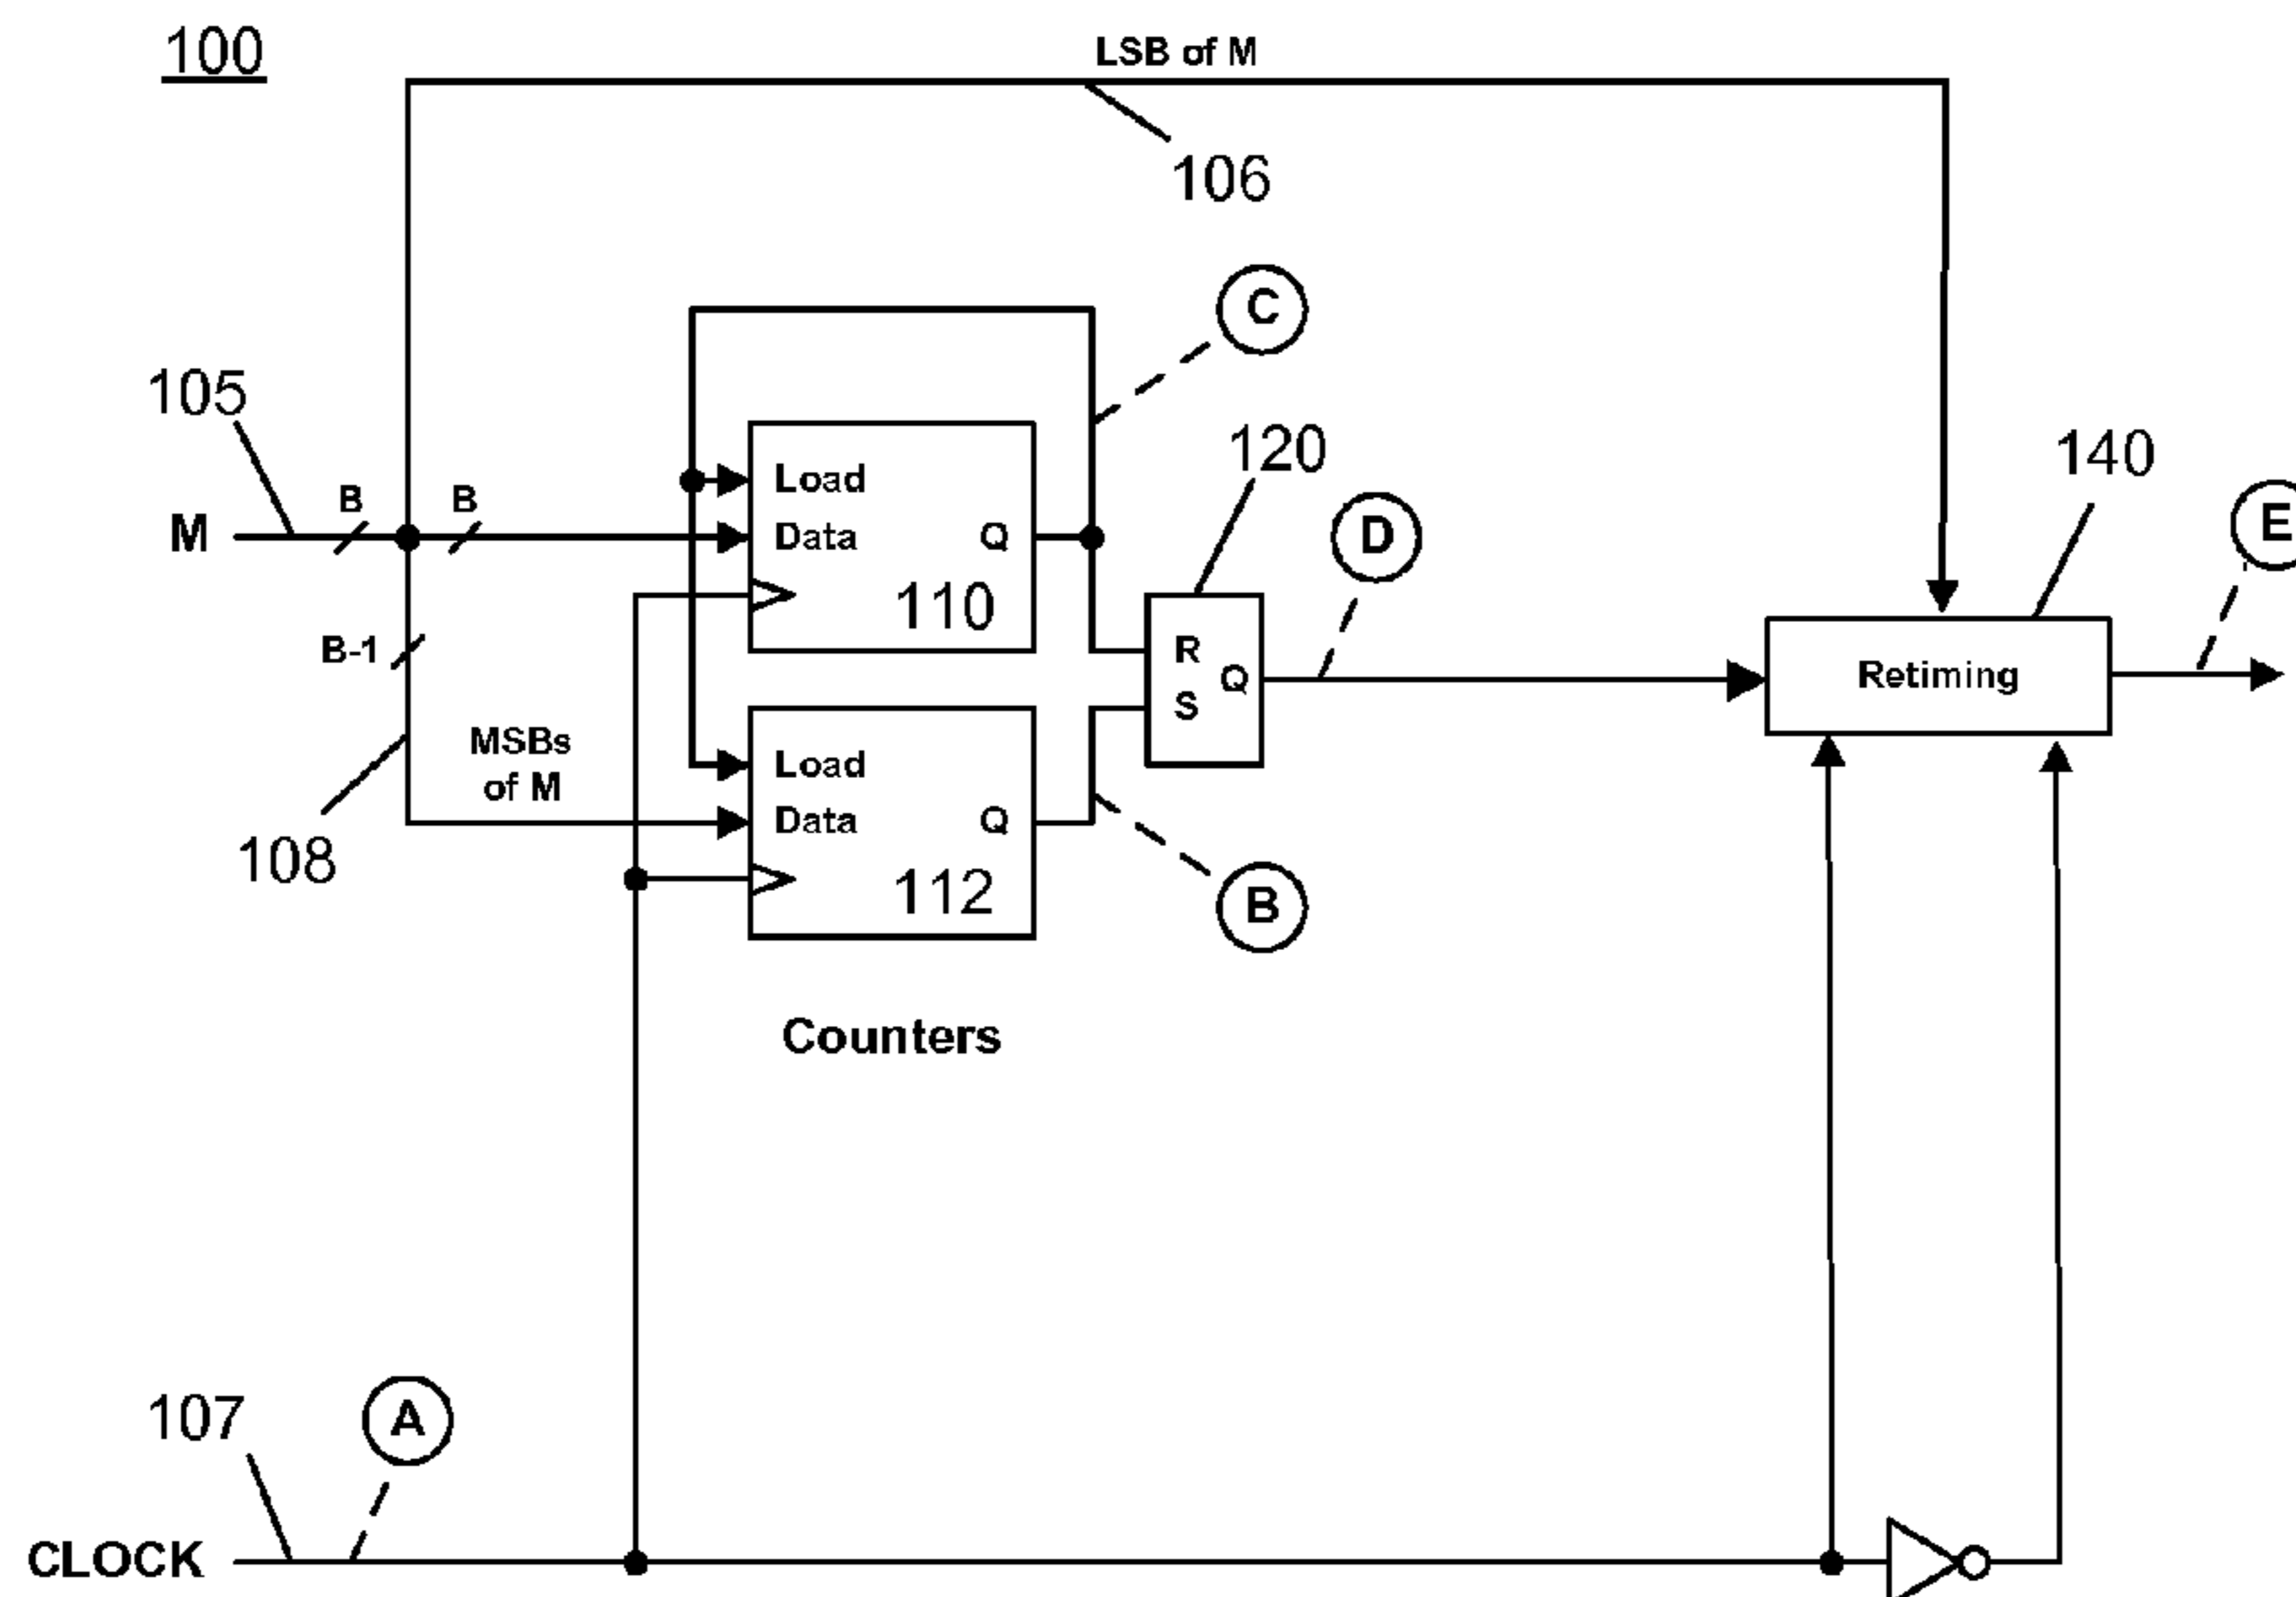 100
LSB of M
106
C
105
120
140
B
B
Load
D
E
M
Data
Q
110
B-1
R
Retiming
Q
S
MSBs
of M
Load
108
Data
Q
112
B
Counters
107
A
CLOCK